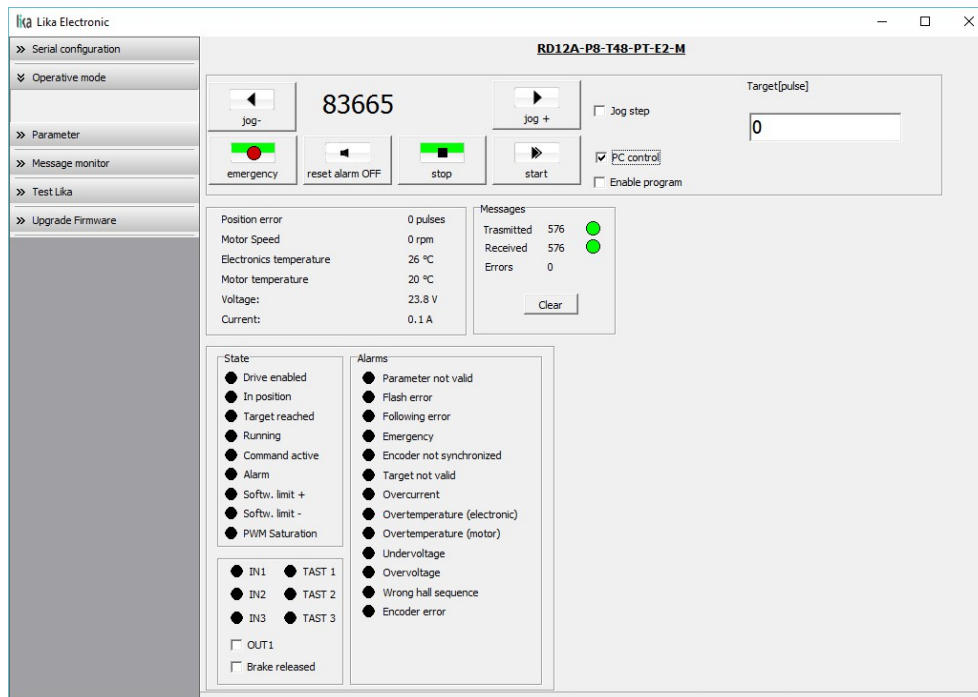 lika Lika Electronic
Serial configuration
Operative mode
Parameter
Message monitor
Test Lika
Upgrade Firmware
RD12A-P8-T48-PT-E2-M
jog-
83665
jog +
Jog step
Target[pulse]
0
emergency
reset alarm OFF
stop
start
PC control
Enable program
Position error 0 pulses
Motor Speed 0 rpm
Electronics temperature 26 ºC
Motor temperature 20 ºC
Voltage: 23.8 V
Current: 0.1 A
Messages
Trasmitted 576
Received 576
Errors 0
Clear
State
Drive enabled
In position
Target reached
Running
Command active
Alarm
Softw. limit +
Softw. limit -
PWM Saturation
IN1 TAST 1
IN2 TAST 2
IN3 TAST 3
OUT1
Brake released
Alarms
Parameter not valid
Flash error
Following error
Emergency
Encoder not synchronized
Target not valid
Overcurrent
Overtemperature (electronic)
Overtemperature (motor)
Undervoltage
Overvoltage
Wrong hall sequence
Encoder error